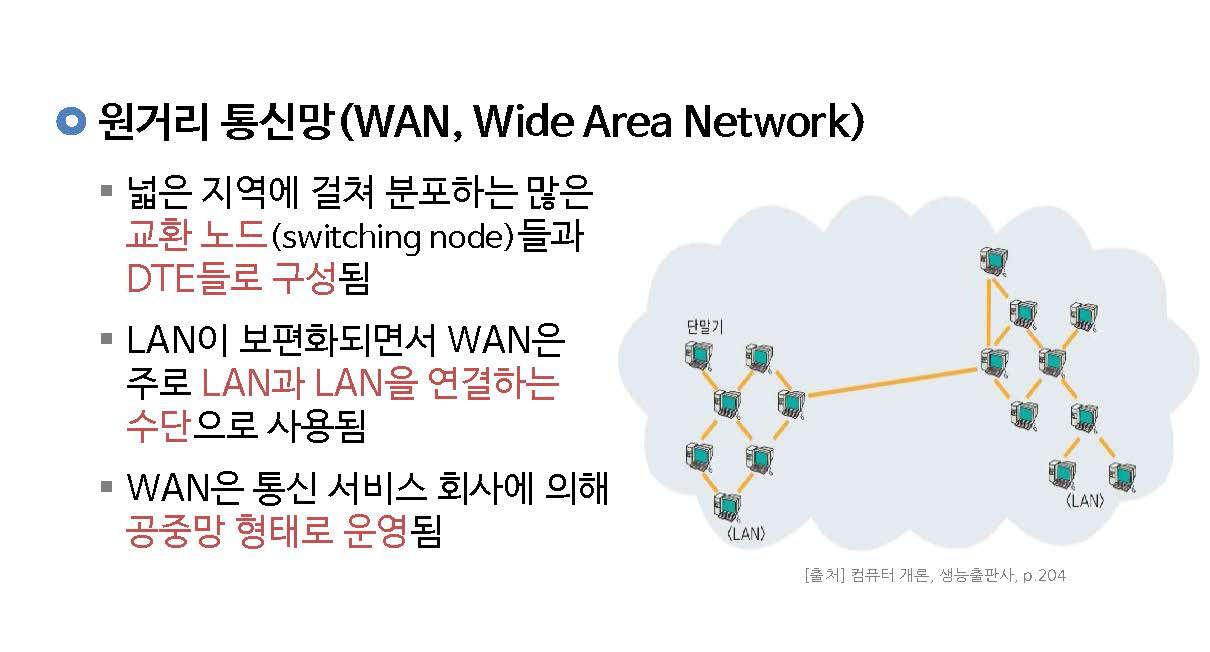 원거리 통신망(WAN, Wide Area Network)
넓은 지역에 걸쳐 분포하는 많은
교환 노드(switching node)들과
DTE들로 구성됨
LAN이 보편화되면서 WAN은
주로 LAN과 LAN을 연결하는
수단으로 사용됨
WAN은 통신 서비스 회사에 의해
공중망 형태로 운영됨
단말기
〈LAN〉
〈LAN〉
[출처] 컴퓨터 개론, 생능출판사, p.204